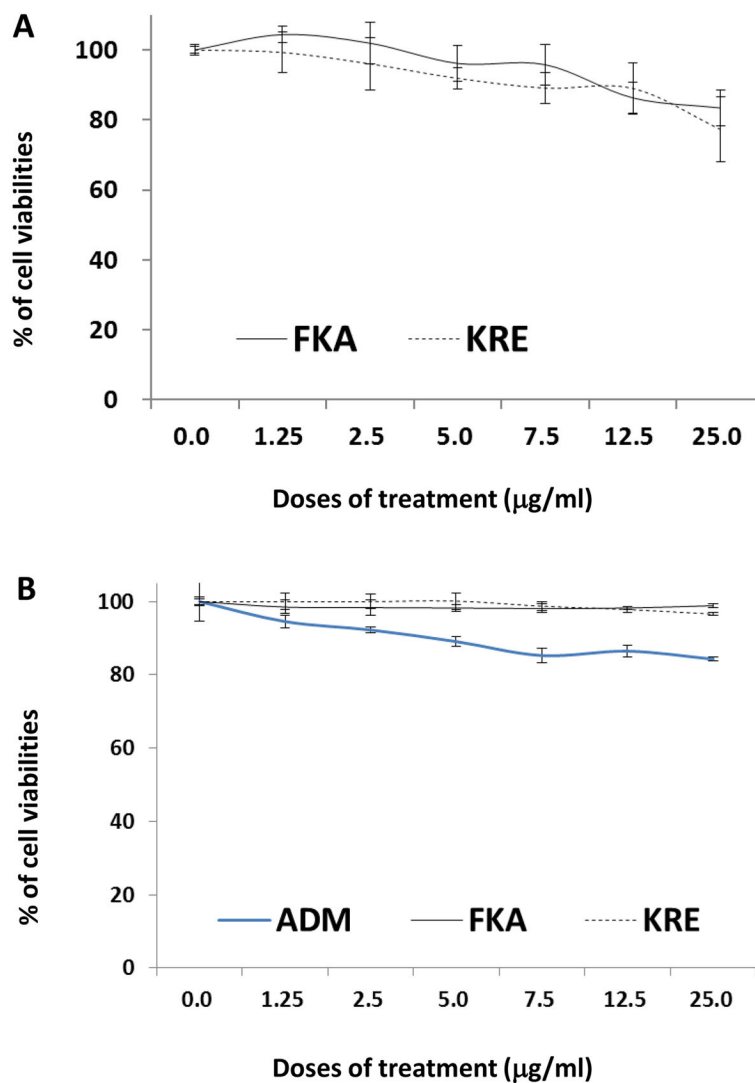 A
100
80
60
40
20
0
% of cell viabilities
FKA KRE
0.0 1.25 2.5 5.0 7.5 12.5 25.0
Doses of treatment (μg/ml)
B
100
80
60
40
20
0
% of cell viabilities
ADM FKA KRE
0.0 1.25 2.5 5.0 7.5 12.5 25.0
Doses of treatment (μg/ml)